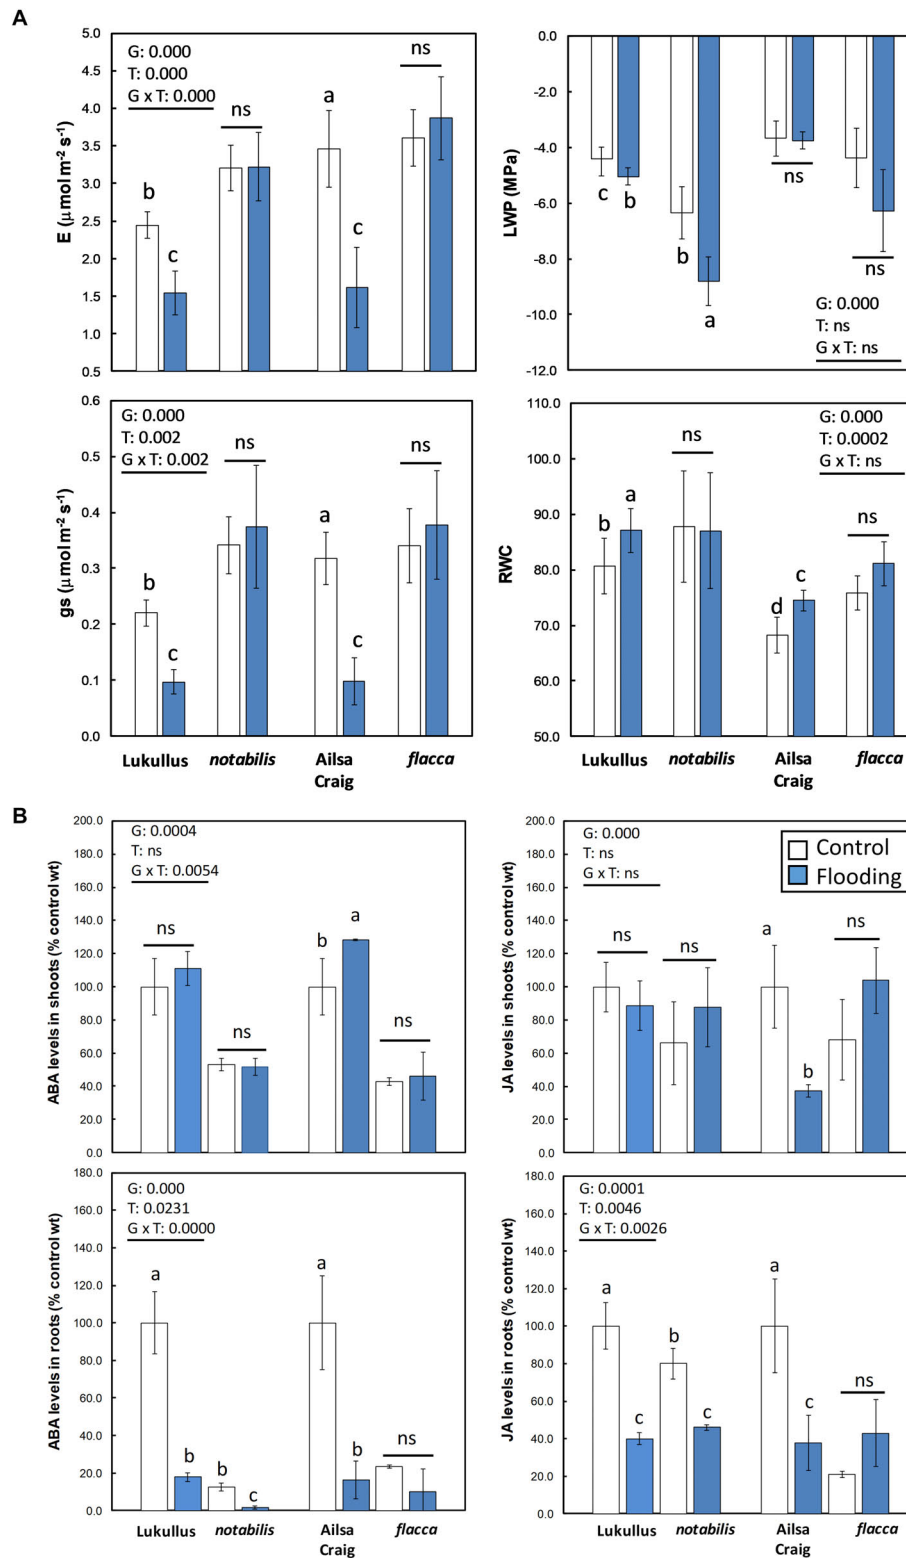 A
E (μmol m⁻² s⁻¹)
5.0
4.5
4.0
3.5
3.0
2.5
2.0
1.5
1.0
0.5
G: 0.000
T: 0.000
G x T: 0.000
b
c
ns
a
c
ns
LWP (MPa)
0.0
-2.0
-4.0
-6.0
-8.0
-10.0
-12.0
c
b
b
a
ns
ns
G: 0.000
T: ns
G x T: ns
gs (μmol m⁻² s⁻¹)
0.6
0.5
0.4
0.3
0.2
0.1
0.0
G: 0.000
T: 0.002
G x T: 0.002
b
c
ns
a
c
ns
Lukullus
notabilis
Ailsa
Craig
flacca
RWC
110.0
100.0
90.0
80.0
70.0
60.0
50.0
G: 0.000
T: 0.0002
G x T: ns
b
a
ns
d
c
ns
Lukullus
notabilis
Ailsa
Craig
flacca
B
ABA levels in shoots (% control wt)
200.0
180.0
160.0
140.0
120.0
100.0
80.0
60.0
40.0
20.0
0.0
G: 0.0004
T: ns
G x T: 0.0054
ns
ns
b
a
ns
JA levels in shoots (% control wt)
200.0
180.0
160.0
140.0
120.0
100.0
80.0
60.0
40.0
20.0
0.0
G: 0.000
T: ns
G x T: ns
Control
Flooding
ns
ns
a
b
ns
ABA levels in roots (% control wt)
180.0
160.0
140.0
120.0
100.0
80.0
60.0
40.0
20.0
0.0
G: 0.000
T: 0.0231
G x T: 0.0000
a
b
b
c
a
b
ns
Lukullus
notabilis
Ailsa
Craig
flacca
JA levels in roots (% control wt)
180.0
160.0
140.0
120.0
100.0
80.0
60.0
40.0
20.0
0.0
G: 0.0001
T: 0.0046
G x T: 0.0026
a
c
b
c
a
c
ns
Lukullus
notabilis
Ailsa
Craig
flacca